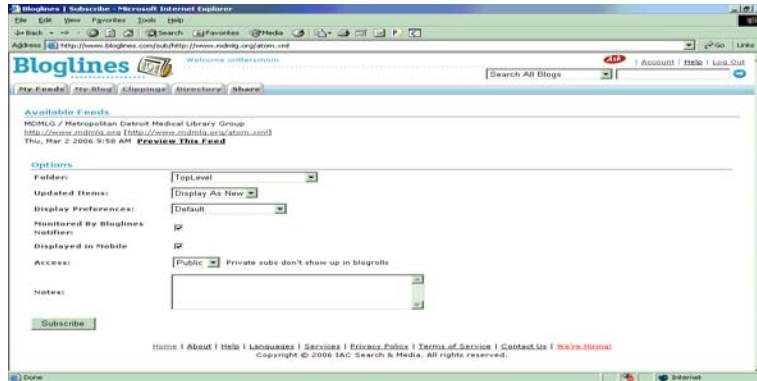 Bloglines | Subscribe - Microsoft Internet Explorer
File Edit View Favorites Tools Help
Back Search Favorites Media
Address http://www.bloglines.com/sub/http://www.mdmlg.org/atom.xml Go Links
Bloglines
Welcome
Ask
Account | Help | Log Out
Search All Blogs
My Feeds My Blog Clippings Directory Share
Available Feeds
MDMLG / Metropolitan Detroit Medical Library Group
http://www.mdmlg.org [http://www.mdmlg.org/atom.xml]
Thu, Mar 2 2006 9:58 AM Preview This Feed
Options
Folder: TopLevel
Updated Items: Display As New
Display Preferences: Default
Monitored By Bloglines
Notifier:
Displayed in Mobile
Access: Public Private subs don't show up in blogrolls
Notes:
Subscribe
Home | About | Help | Languages | Services | Privacy Policy | Terms of Service | Contact Us | We're Hiring!
Copyright © 2006 IAC Search & Media. All rights reserved.
Done Internet